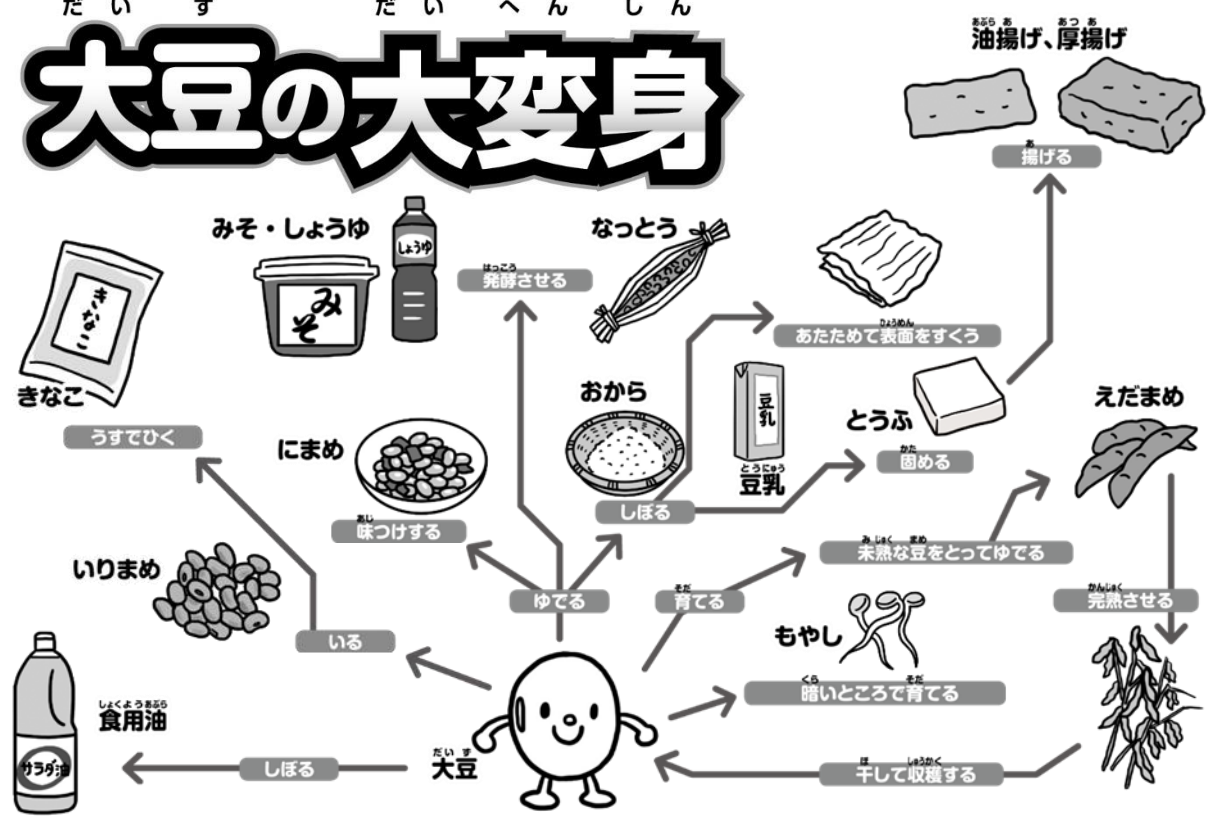 だい ず だい へん しん
大豆の大変身
あぶら あ あつ あ
油揚げ、厚揚げ
あ
揚げる
みそ・しょうゆ
しょうゆ
みそ
はっこう
発酵させる
なっとう
ひょうめん
あたためて表面をすくう
きなこ
きなこ
うすでひく
にまめ
あじ
味つけする
おから
しぼる
豆乳
とうにゅう
豆乳
とうふ
かた
固める
えだまめ
み じゅく まめ
未熟な豆をとってゆでる
かんじゅく
完熟させる
いりまめ
いる
ゆでる
そだ
育てる
もやし
くら そだ
暗いところで育てる
しょくようあぶら
食用油
サラダ油
しぼる
だい ず
大豆
ほ しゅうかく
干して収穫する